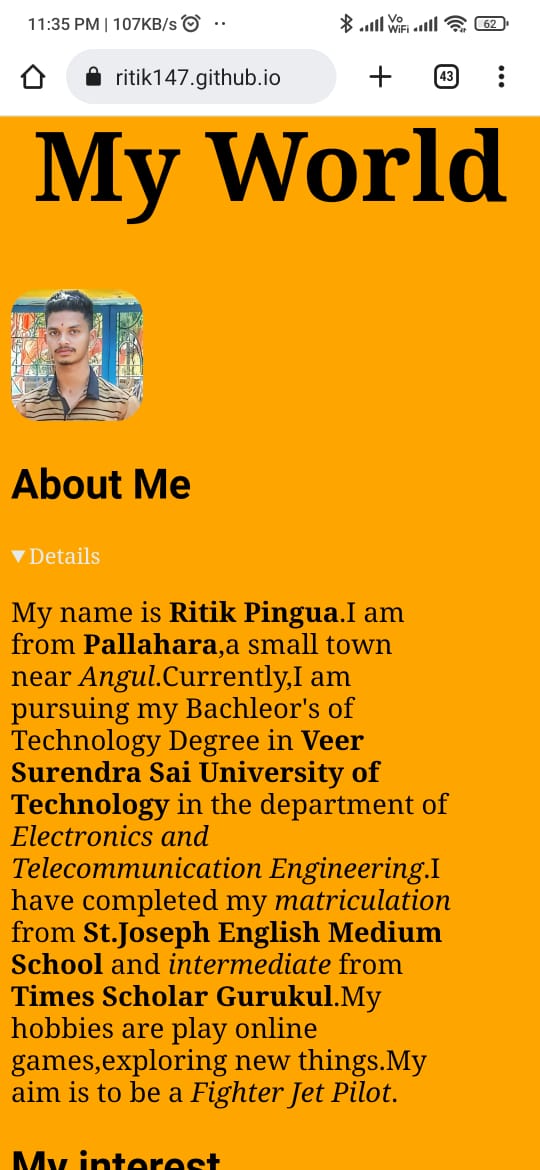 11:35 PM | 107KB/s
Vo
WiFi
62
ritik147.github.io
43
My World
About Me
▼Details
My name is Ritik Pingua.I am
from Pallahara,a small town
near Angul.Currently,I am
pursuing my Bachleor's of
Technology Degree in Veer
Surendra Sai University of
Technology in the department of
Electronics and
Telecommunication Engineering.I
have completed my matriculation
from St.Joseph English Medium
School and intermediate from
Times Scholar Gurukul.My
hobbies are play online
games,exploring new things.My
aim is to be a Fighter Jet Pilot.
My interest